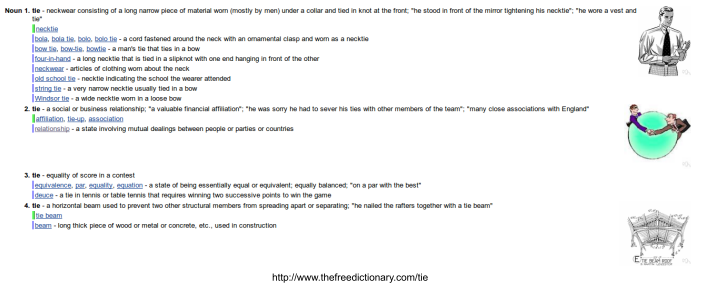 Noun 1. tie - neckwear consisting of a long narrow piece of material worn (mostly by men) under a collar and tied in knot at the front; "he stood in front of the mirror tightening his necktie"; "he wore a vest and
tie"
necktie
bola, bola tie, bolo, bolo tie - a cord fastened around the neck with an ornamental clasp and worn as a necktie
bow tie, bow-tie, bowtie - a man's tie that ties in a bow
four-in-hand - a long necktie that is tied in a slipknot with one end hanging in front of the other
neckwear - articles of clothing worn about the neck
old school tie - necktie indicating the school the wearer attended
string tie - a very narrow necktie usually tied in a bow
Windsor tie - a wide necktie worn in a loose bow
2. tie - a social or business relationship; "a valuable financial affiliation"; "he was sorry he had to sever his ties with other members of the team"; "many close associations with England"
affiliation, tie-up, association
relationship - a state involving mutual dealings between people or parties or countries
3. tie - equality of score in a contest
equivalence, par, equality, equation - a state of being essentially equal or equivalent; equally balanced; "on a par with the best"
deuce - a tie in tennis or table tennis that requires winning two successive points to win the game
4. tie - a horizontal beam used to prevent two other structural members from spreading apart or separating; "he nailed the rafters together with a tie beam"
tie beam
beam - long thick piece of wood or metal or concrete, etc., used in construction
TIE BEAM ROOF
http://www.thefreedictionary.com/tie